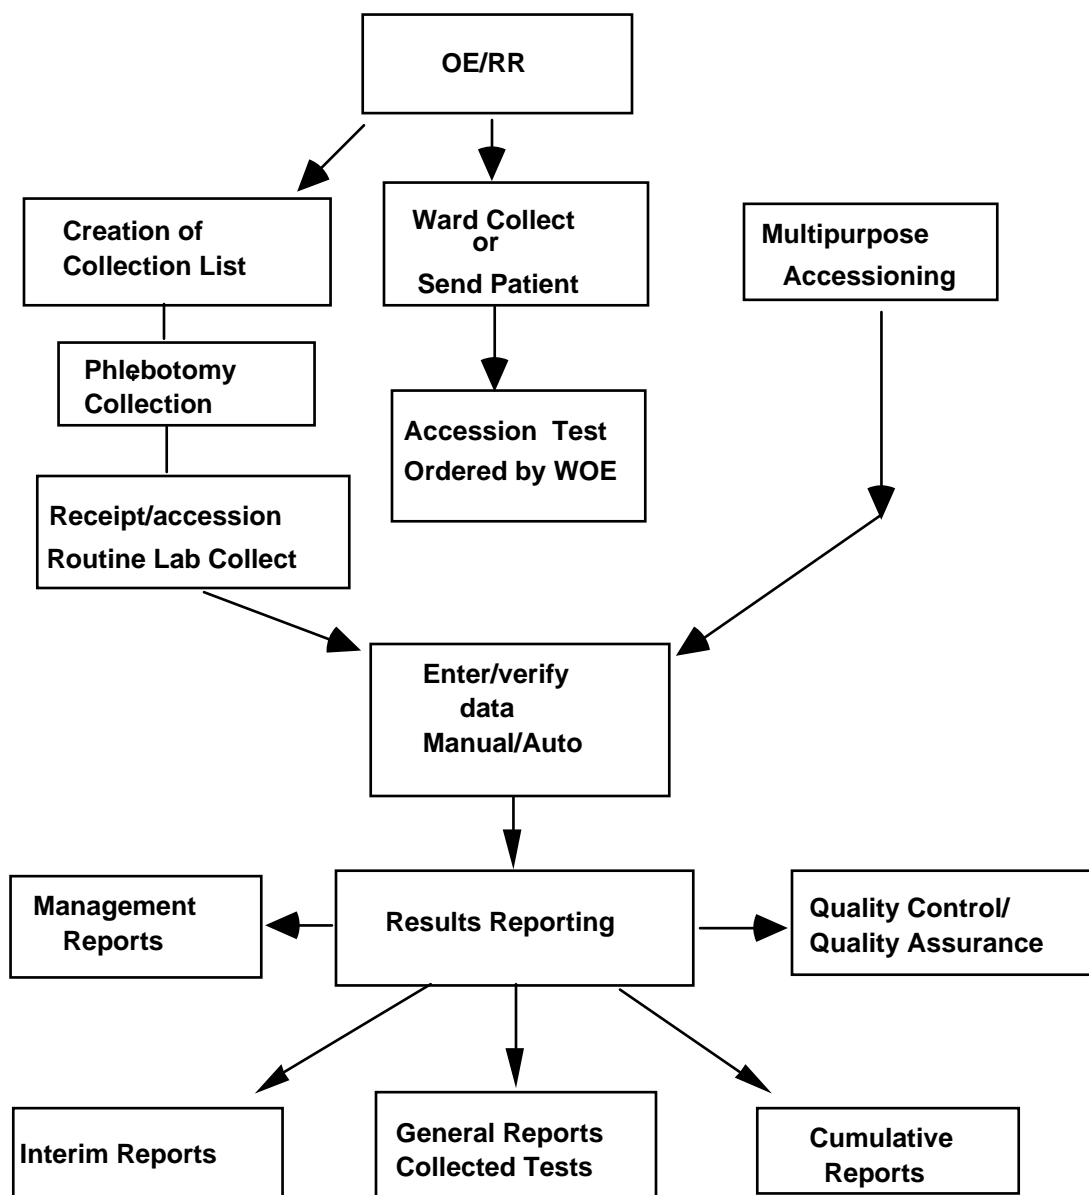 OE/RR
Creation of
Collection List
Ward Collect
or
Send Patient
Multipurpose
Accessioning
Phlebotomy
Collection
Accession Test
Ordered by WOE
Receipt/accession
Routine Lab Collect
Enter/verify
data
Manual/Auto
Management
Reports
Results Reporting
Quality Control/
Quality Assurance
Interim Reports
General Reports
Collected Tests
Cumulative
Reports